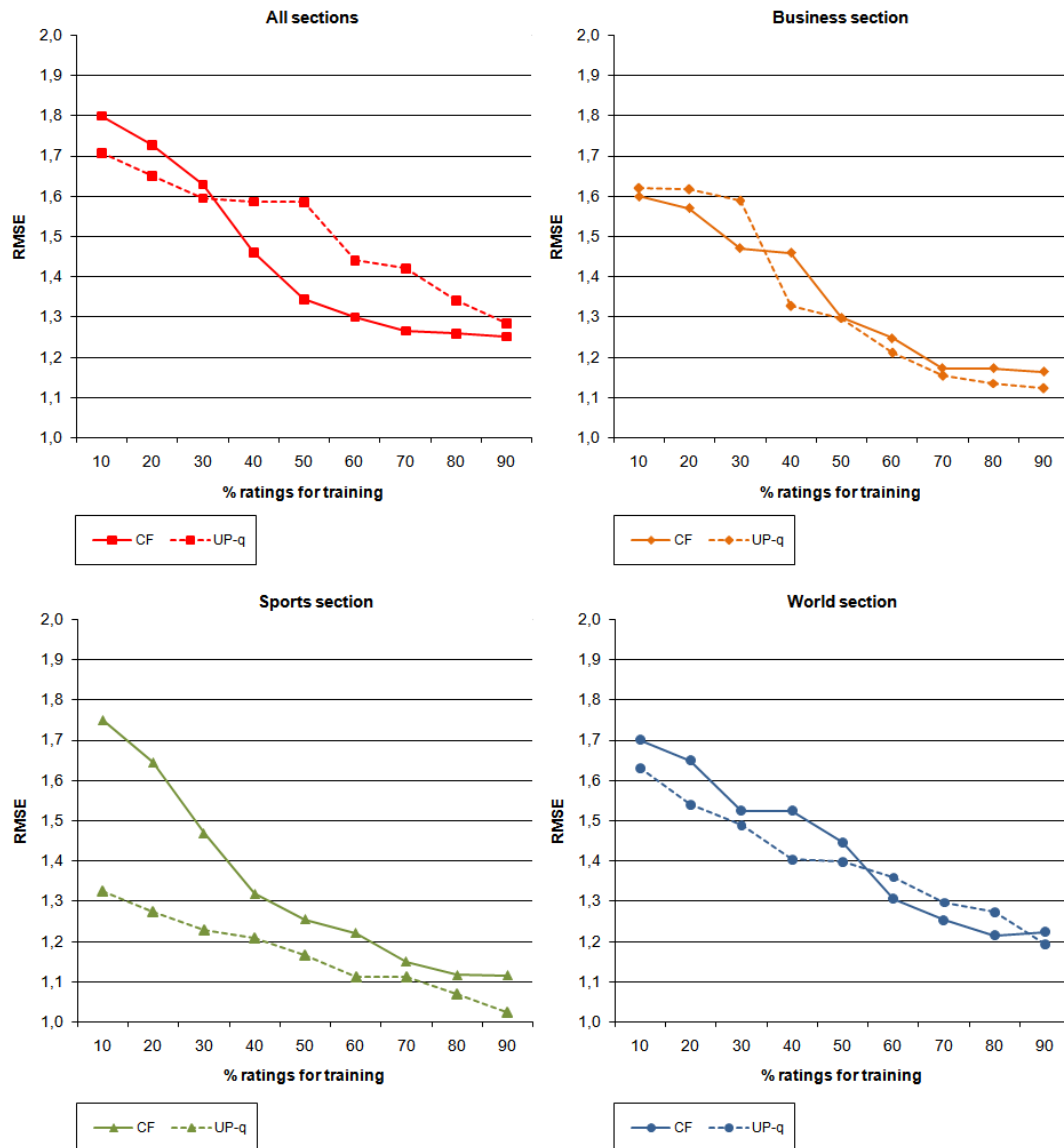 All sections
2,0
1,9
1,8
1,7
1,6
1,5
1,4
1,3
1,2
1,1
1,0
RMSE
10 20 30 40 50 60 70 80 90
% ratings for training
CF UP-q
Business section
2,0
1,9
1,8
1,7
1,6
1,5
1,4
1,3
1,2
1,1
1,0
RMSE
10 20 30 40 50 60 70 80 90
% ratings for training
CF UP-q
Sports section
2,0
1,9
1,8
1,7
1,6
1,5
1,4
1,3
1,2
1,1
1,0
RMSE
10 20 30 40 50 60 70 80 90
% ratings for training
CF UP-q
World section
2,0
1,9
1,8
1,7
1,6
1,5
1,4
1,3
1,2
1,1
1,0
RMSE
10 20 30 40 50 60 70 80 90
% ratings for training
CF UP-q